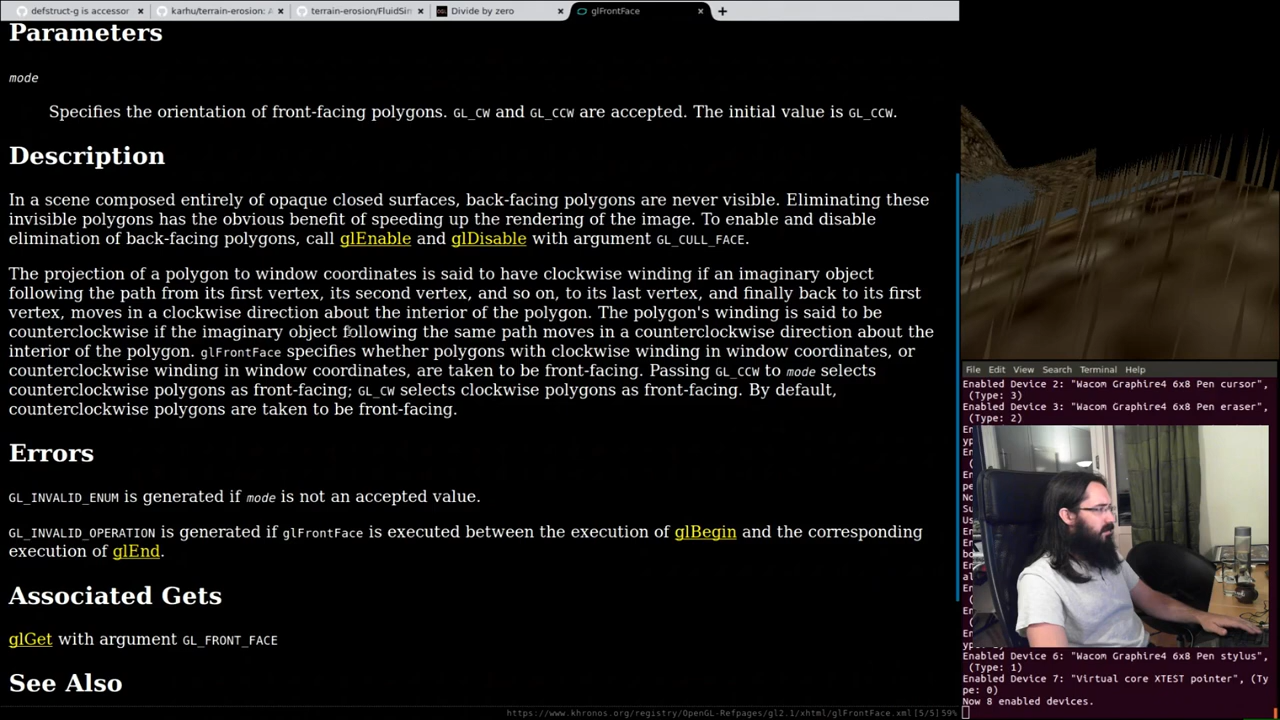 defstruct-g is accessor
karhu/terrain-erosion: A
terrain-erosion/FluidSim
Divide by zero
glFrontFace
Parameters
mode
Specifies the orientation of front-facing polygons. GL_CW and GL_CCW are accepted. The initial value is GL_CCW.
Description
In a scene composed entirely of opaque closed surfaces, back-facing polygons are never visible. Eliminating these
invisible polygons has the obvious benefit of speeding up the rendering of the image. To enable and disable
elimination of back-facing polygons, call glEnable and glDisable with argument GL_CULL_FACE.
The projection of a polygon to window coordinates is said to have clockwise winding if an imaginary object
following the path from its first vertex, its second vertex, and so on, to its last vertex, and finally back to its first
vertex, moves in a clockwise direction about the interior of the polygon. The polygon's winding is said to be
counterclockwise if the imaginary object following the same path moves in a counterclockwise direction about the
interior of the polygon. glFrontFace specifies whether polygons with clockwise winding in window coordinates, or
counterclockwise winding in window coordinates, are taken to be front-facing. Passing GL_CCW to mode selects
counterclockwise polygons as front-facing; GL_CW selects clockwise polygons as front-facing. By default,
counterclockwise polygons are taken to be front-facing.
Errors
GL_INVALID_ENUM is generated if mode is not an accepted value.
GL_INVALID_OPERATION is generated if glFrontFace is executed between the execution of glBegin and the corresponding
execution of glEnd.
Associated Gets
glGet with argument GL_FRONT_FACE
See Also
https://www.khronos.org/registry/OpenGL-Refpages/gl2.1/xhtml/glFrontFace.xml [5/5] 59%
File Edit View Search Terminal Help
Enabled Device 2: "Wacom Graphire4 6x8 Pen cursor",
(Type: 3)
Enabled Device 3: "Wacom Graphire4 6x8 Pen eraser",
(Type: 2)
Enabled Device 6: "Wacom Graphire4 6x8 Pen stylus",
(Type: 1)
Enabled Device 7: "Virtual core XTEST pointer", (Ty
pe: 0)
Now 8 enabled devices.